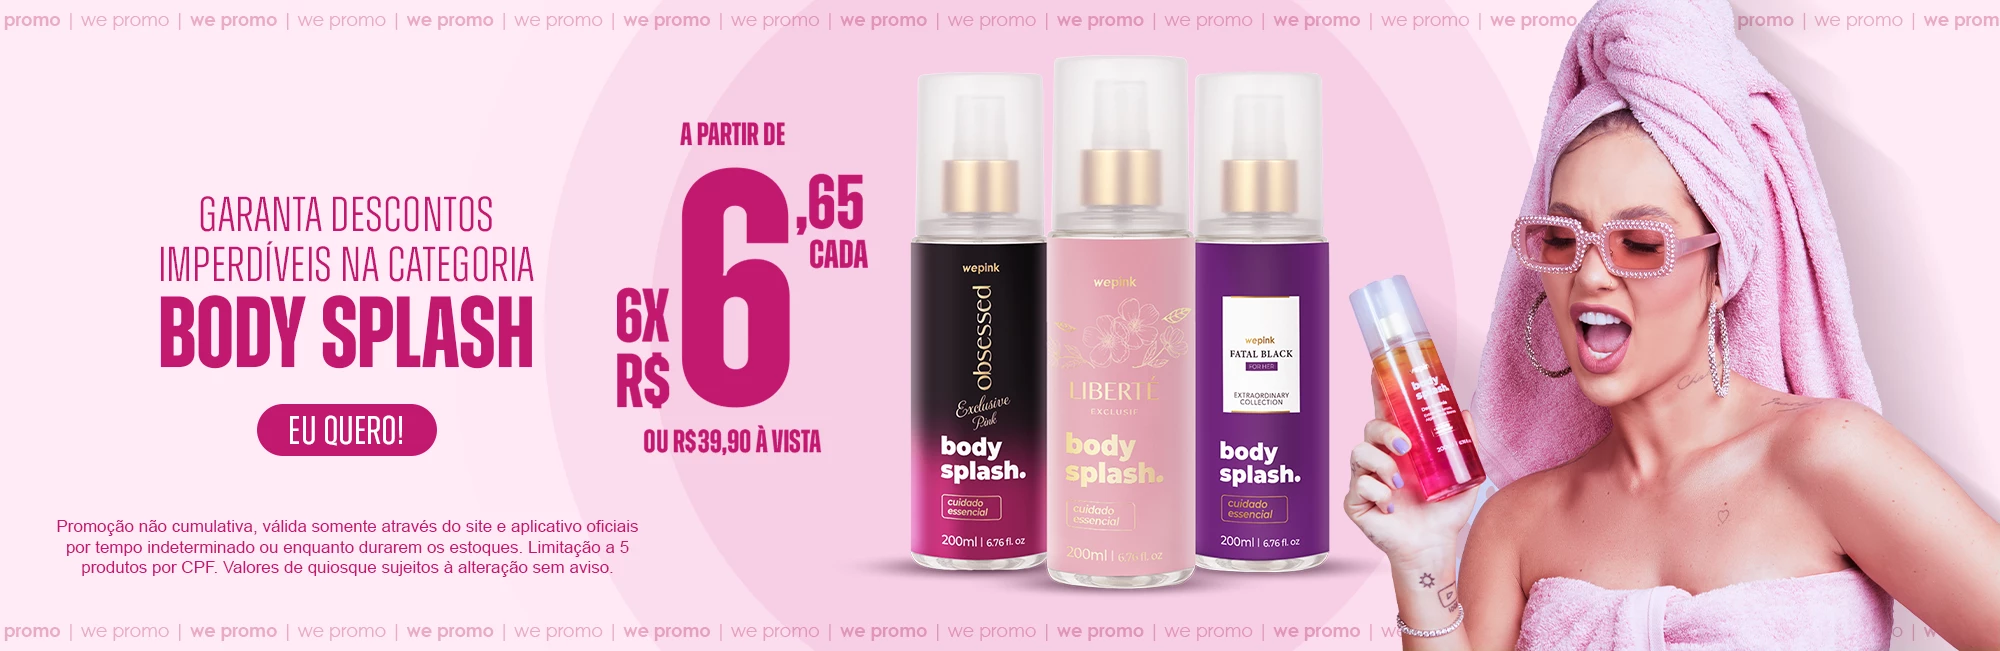 promo | we promo | we promo | we promo | we promo | we promo | we promo | we promo | we promo | we promo | we promo | we promo | we promo | we promo | we promo
promo | we promo | we prom
GARANTA DESCONTOS
IMPERDÍVEIS NA CATEGORIA
BODY SPLASH
EU QUERO!
Promoção não cumulativa, válida somente através do site e aplicativo oficiais
por tempo indeterminado ou enquanto durarem os estoques. Limitação a 5
produtos por CPF. Valores de quiosque sujeitos à alteração sem aviso.
A PARTIR DE
6X
R$
6
,65
CADA
OU R$39,90 À VISTA
wepink
obsessed
Exclusive
Pink
body
splash.
cuidado
essencial
200ml | 6.76 fl. oz
wepink
LIBERTÉ
EXCLUSIF
body
splash.
cuidado
essencial
200ml | 6.76 fl. oz
wepink
FATAL BLACK
FOR HER
EXTRAORDINARY
COLLECTION
body
splash.
cuidado
essencial
200ml | 6.76 fl. oz
wepink
body
splash.
promo | we promo | we promo | we promo | we promo | we promo | we promo | we promo | we promo | we promo | we promo | we promo | we promo